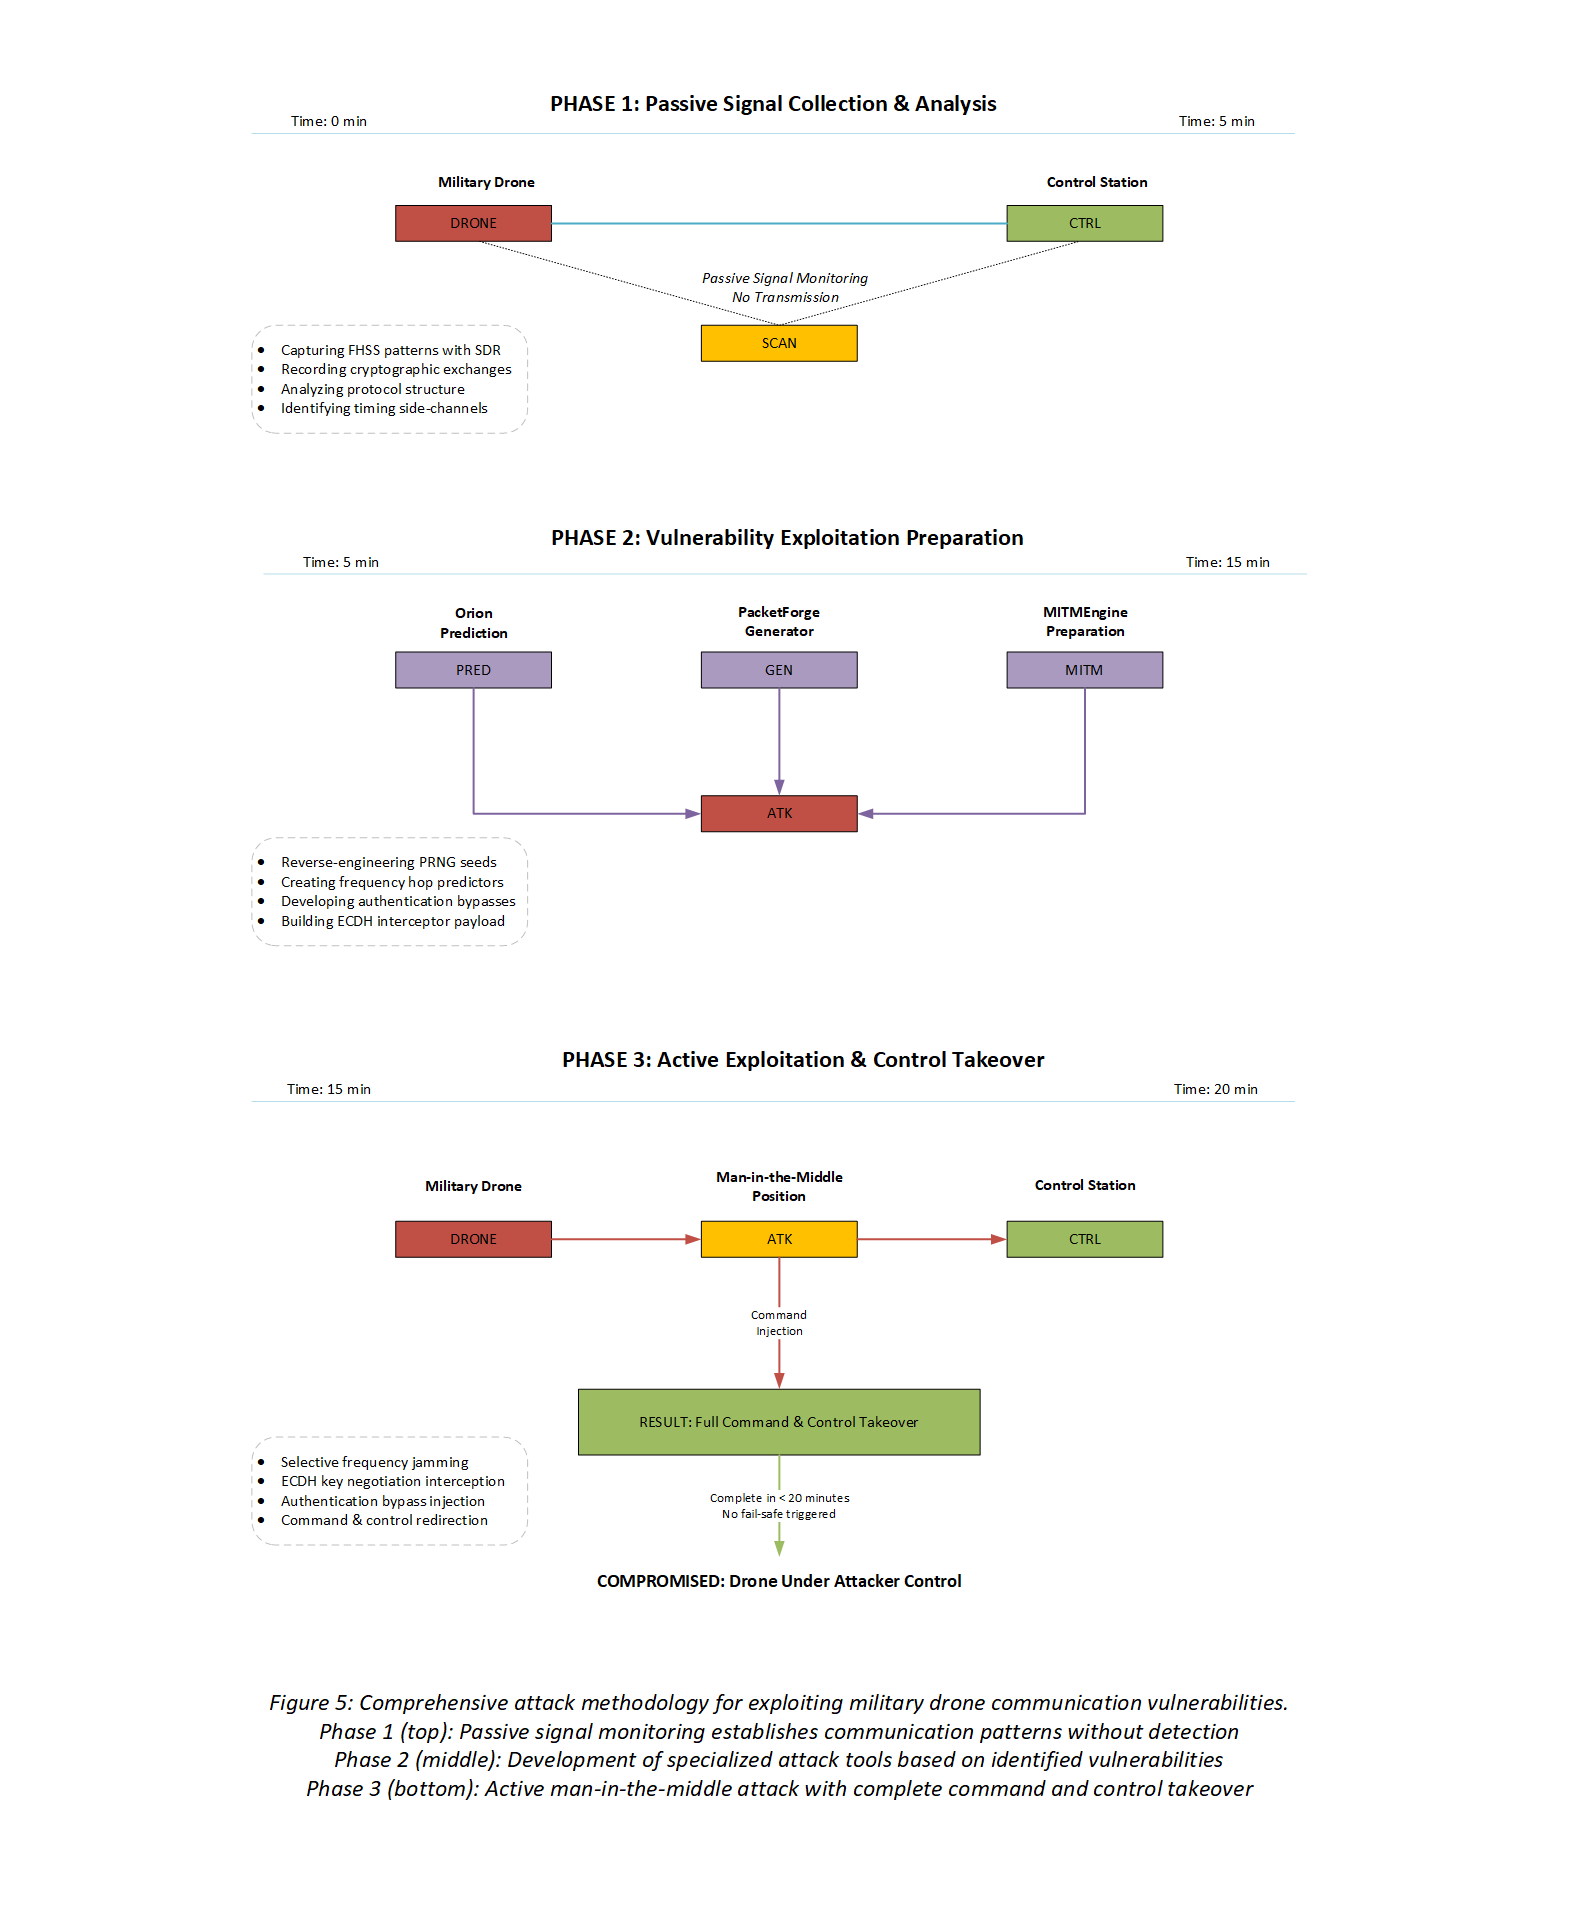 PHASE 1: Passive Signal Collection & Analysis
Time: 0 min
Time: 5 min
Military Drone
Control Station
DRONE
CTRL
Passive Signal Monitoring
No Transmission
SCAN
• Capturing FHSS patterns with SDR
• Recording cryptographic exchanges
• Analyzing protocol structure
• Identifying timing side-channels
PHASE 2: Vulnerability Exploitation Preparation
Time: 5 min
Time: 15 min
Orion
Prediction
PacketForge
Generator
MITMEngine
Preparation
PRED
GEN
MITM
ATK
• Reverse-engineering PRNG seeds
• Creating frequency hop predictors
• Developing authentication bypasses
• Building ECDH interceptor payload
PHASE 3: Active Exploitation & Control Takeover
Time: 15 min
Time: 20 min
Military Drone
Man-in-the-Middle
Position
Control Station
DRONE
ATK
CTRL
Command
Injection
RESULT: Full Command & Control Takeover
• Selective frequency jamming
• ECDH key negotiation interception
• Authentication bypass injection
• Command & control redirection
Complete in < 20 minutes
No fail-safe triggered
COMPROMISED: Drone Under Attacker Control
Figure 5: Comprehensive attack methodology for exploiting military drone communication vulnerabilities.
Phase 1 (top): Passive signal monitoring establishes communication patterns without detection
Phase 2 (middle): Development of specialized attack tools based on identified vulnerabilities
Phase 3 (bottom): Active man-in-the-middle attack with complete command and control takeover